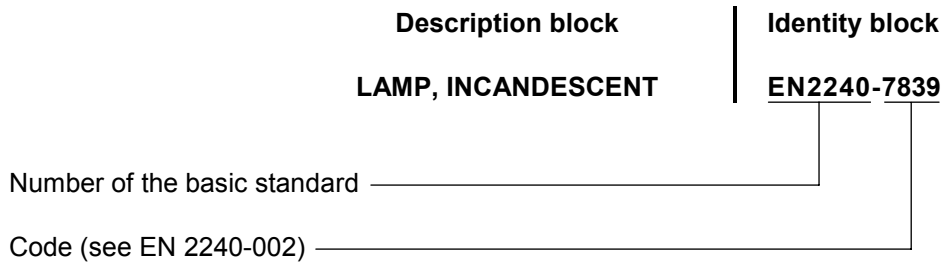 Description block Identity block
LAMP, INCANDESCENT EN2240-7839
Number of the basic standard
Code (see EN 2240-002)